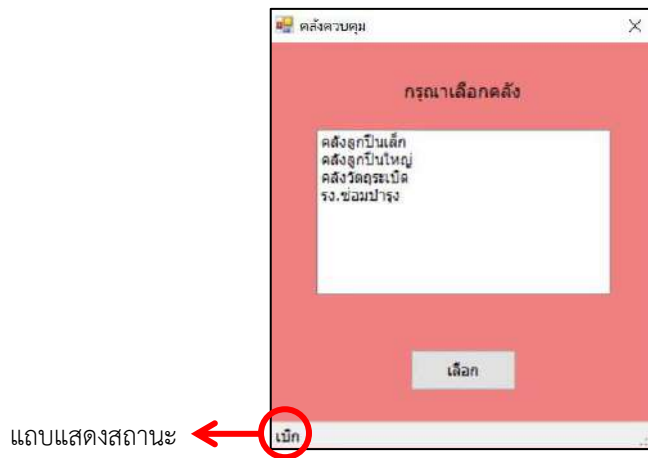 คลังควบคุม
กรุณาเลือกคลัง
คลังลูกปืนเล็ก
คลังลูกปืนใหญ่
คลังวัตถุระเบิด
รง.ซ่อมบำรุง
เลือก
แถบแสดงสถานะ
เบิก